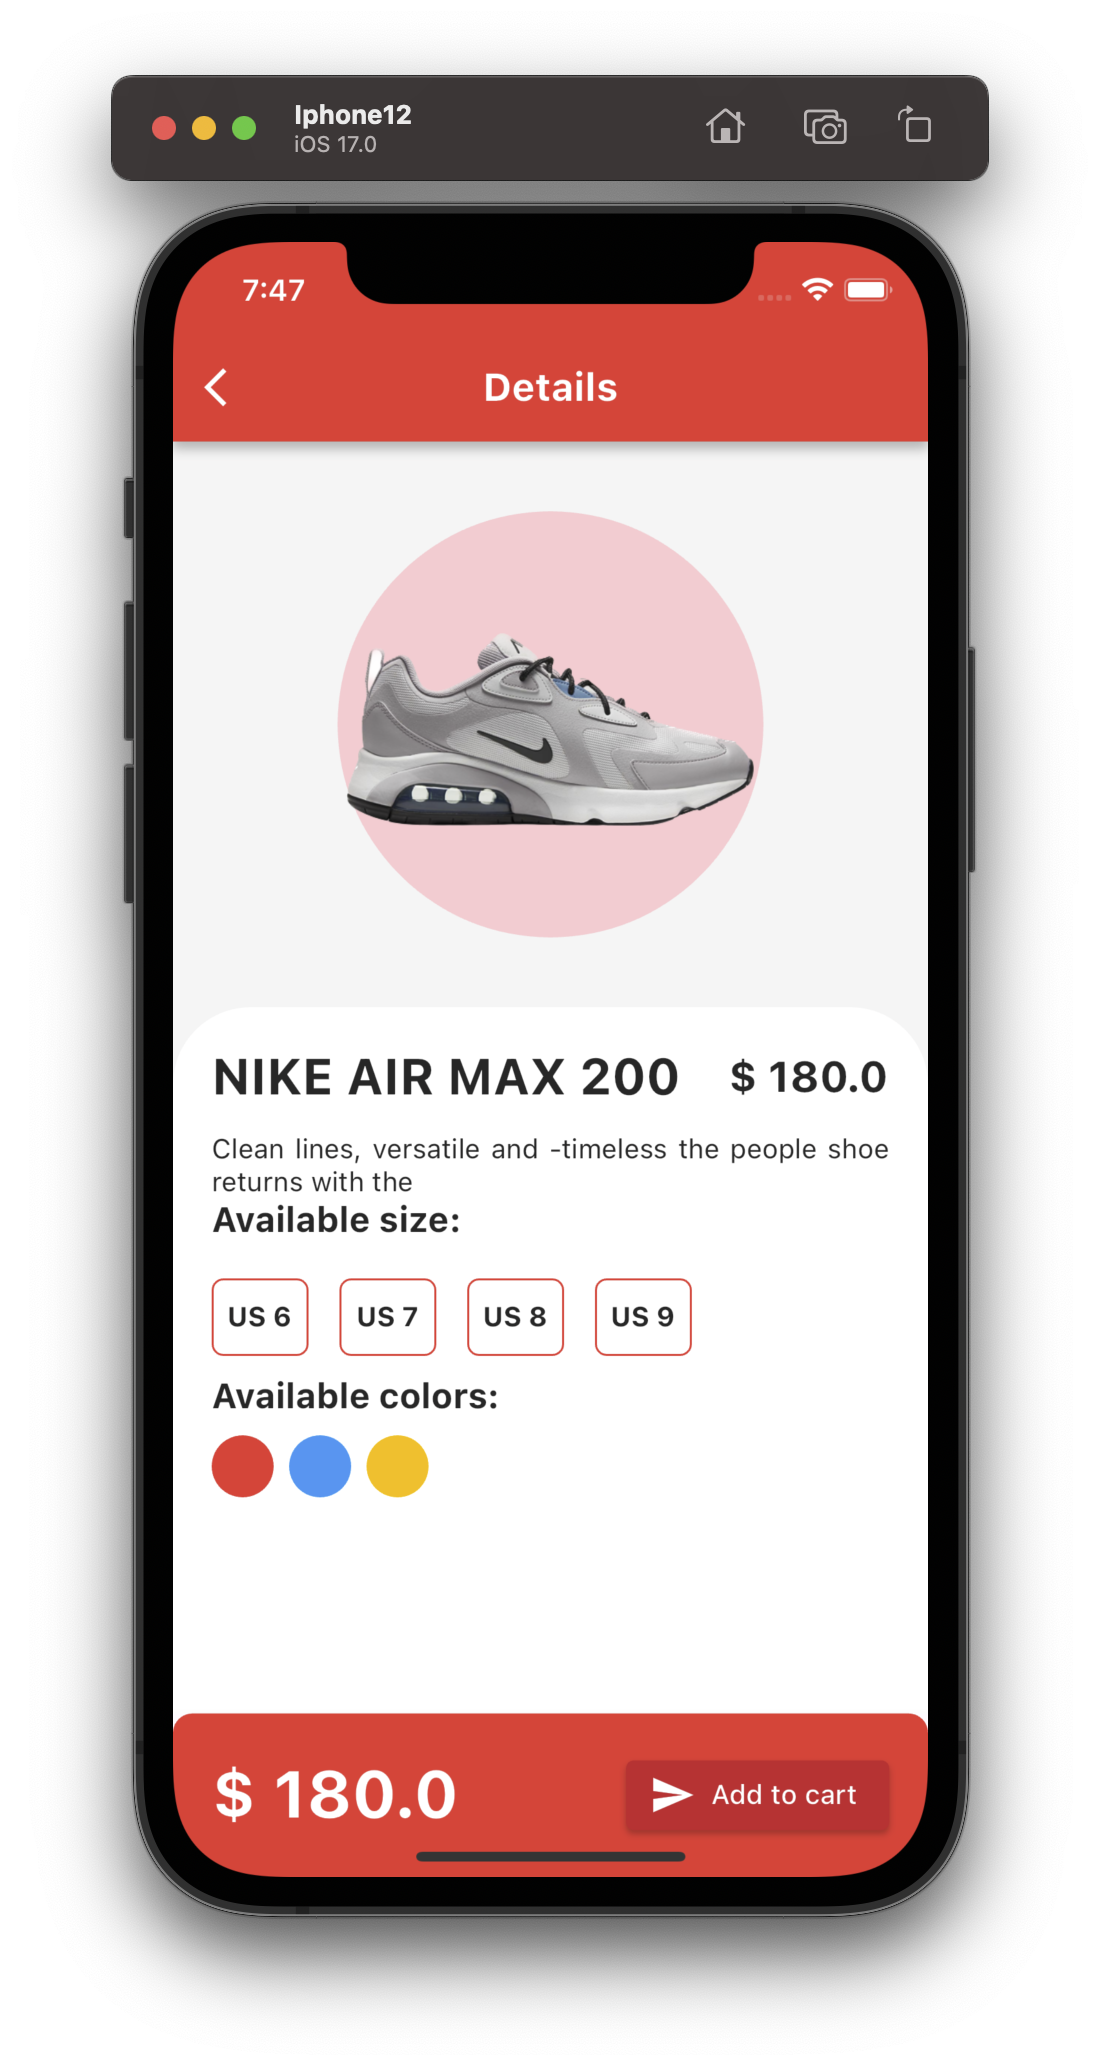 Iphone12
iOS 17.0
7:47
Details
NIKE AIR MAX 200
$ 180.0
Clean lines, versatile and -timeless the people shoe
returns with the
Available size:
US 6
US 7
US 8
US 9
Available colors:
$ 180.0
Add to cart